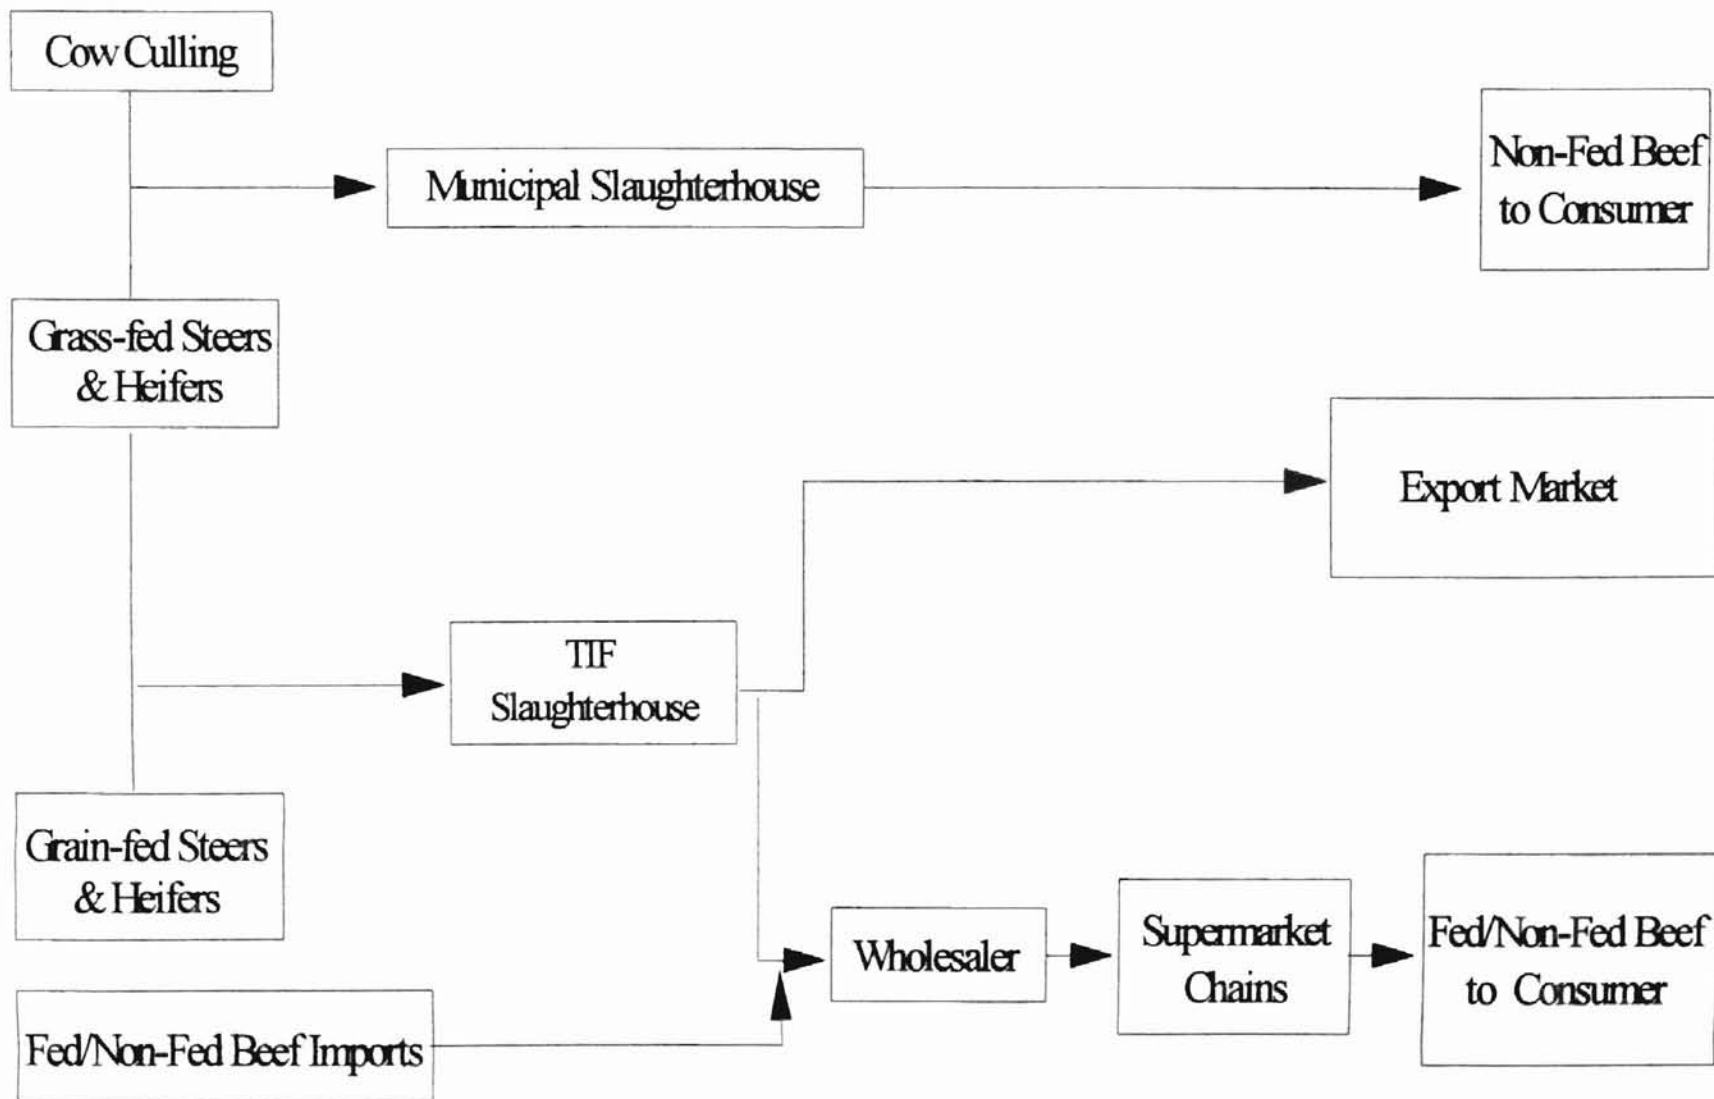 Cow Culling
Municipal Slaughterhouse
Non-Fed Beef
to Consumer
Grass-fed Steers
& Heifers
Export Market
TIF
Slaughterhouse
Grain-fed Steers
& Heifers
Wholesaler
Supermarket
Chains
Fed/Non-Fed Beef
to Consumer
Fed/Non-Fed Beef Imports